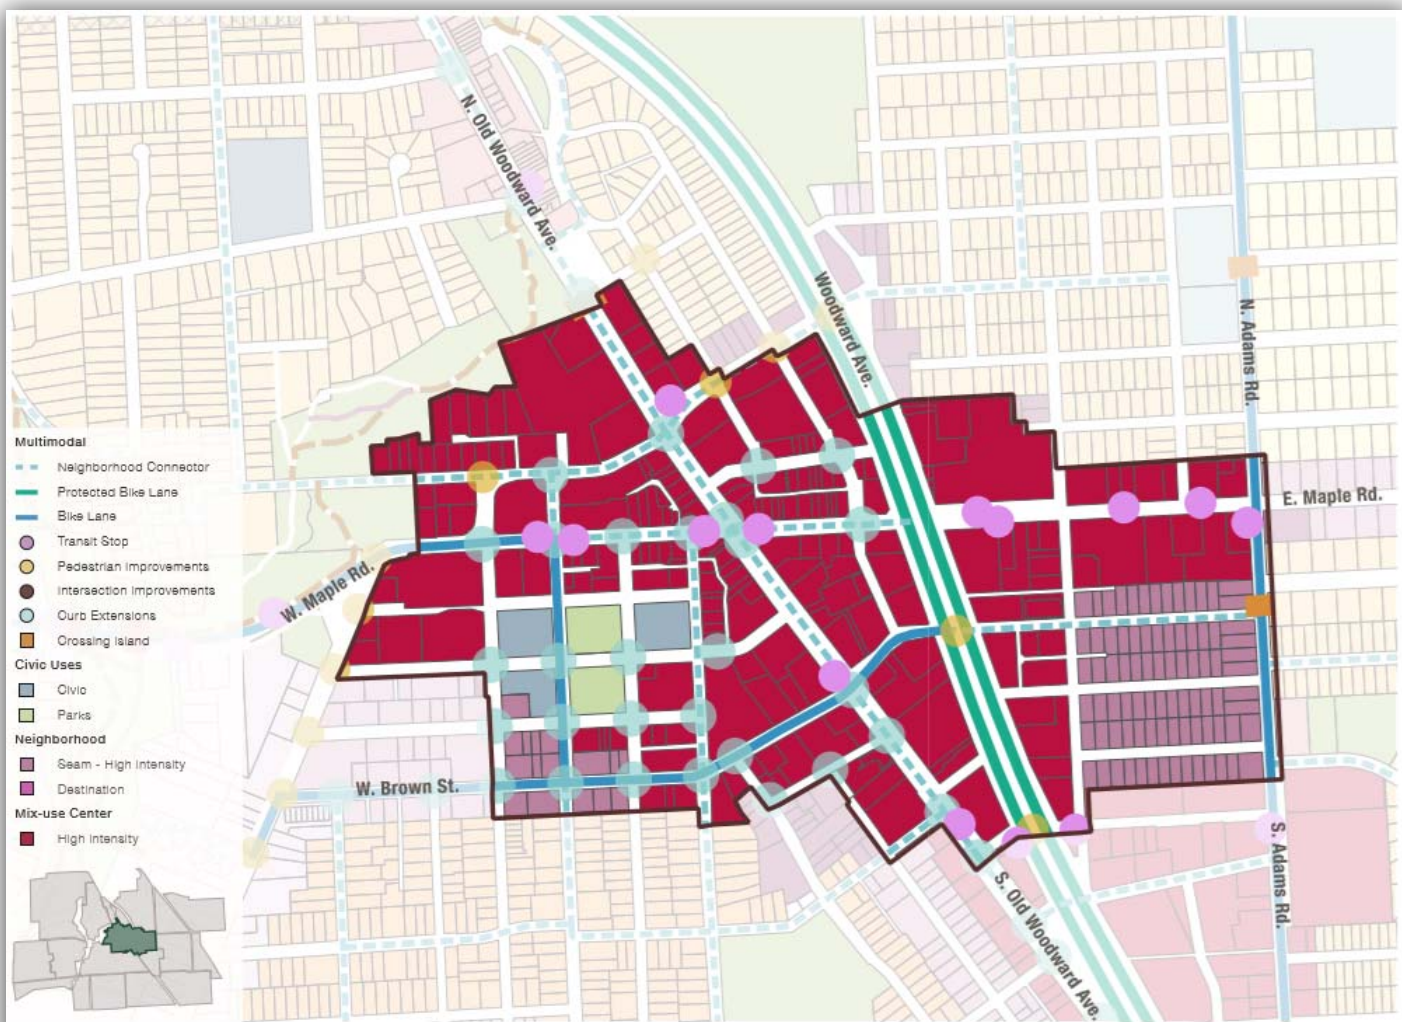 N. Old Woodward Ave.
Woodward Ave.
N. Adams Rd.
E. Maple Rd.
W. Maple Rd.
W. Brown St.
S. Old Woodward Ave.
S. Adams Rd.
Multimodal
Neighborhood Connector
Protected Bike Lane
Bike Lane
Transit Stop
Pedestrian Improvements
Intersection Improvements
Curb Extensions
Crossing Island
Civic Uses
Civic
Parks
Neighborhood
Seam - High Intensity
Destination
Mix-use Center
High Intensity